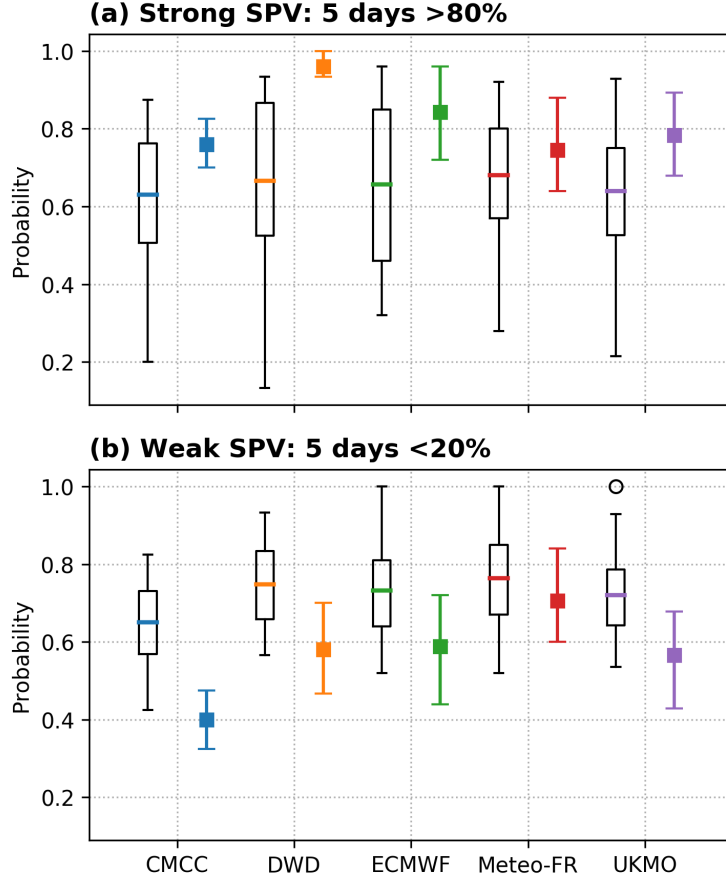 (a) Strong SPV: 5 days >80%
1.0
0.8
0.6
0.4
0.2
Probability
(b) Weak SPV: 5 days <20%
1.0
0.8
0.6
0.4
0.2
Probability
CMCC DWD ECMWF Meteo-FR UKMO